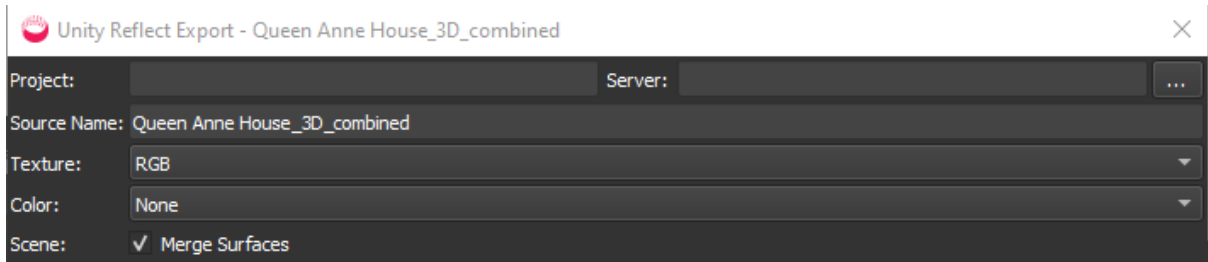 Unity Reflect Export - Queen Anne House_3D_combined
Project: Server: ...
Source Name: Queen Anne House_3D_combined
Texture: RGB
Color: None
Scene: Merge Surfaces